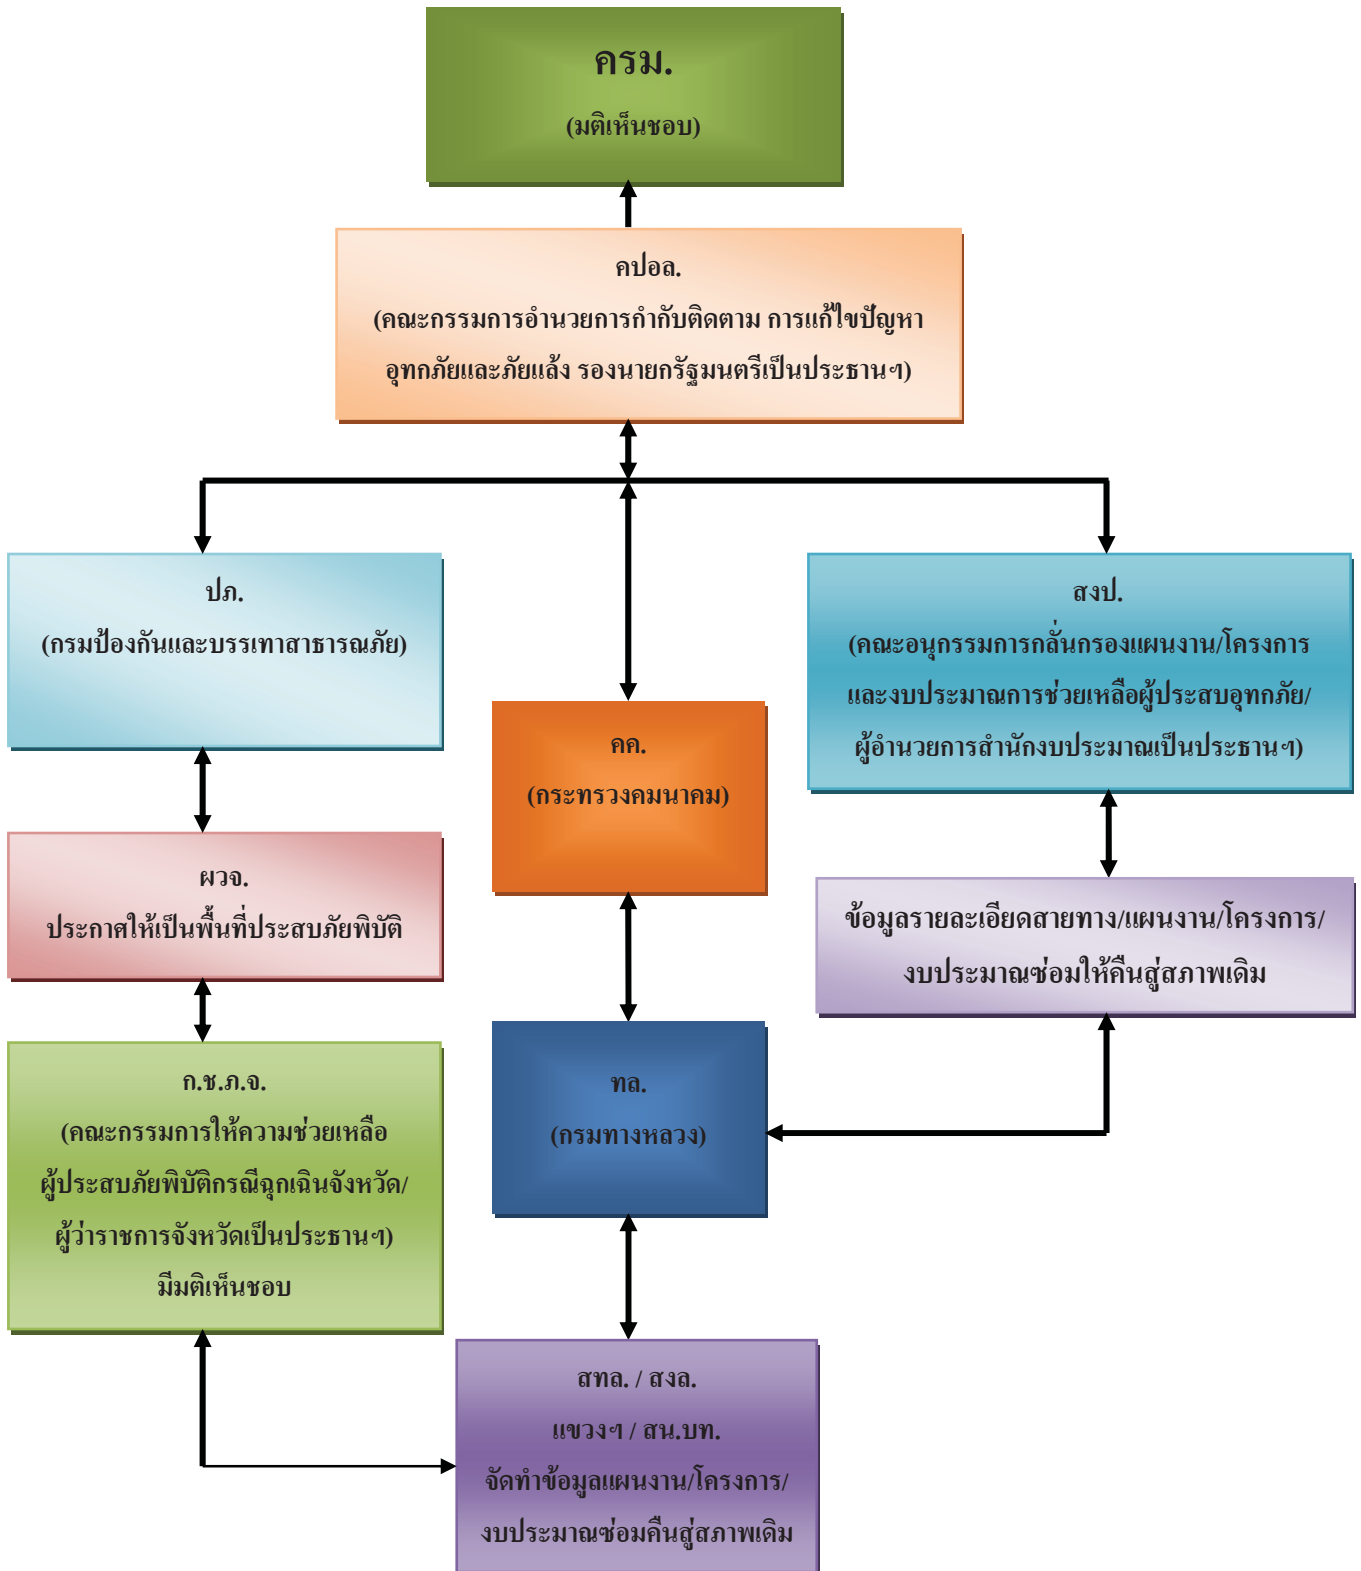 ครม.
(มติเห็นชอบ)
คปอล.
(คณะกรรมการอำนวยการกำกับติดตาม การแก้ไขปัญหา
อุทกภัยและภัยแล้ง รองนายกรัฐมนตรีเป็นประธานฯ)
ปภ.
(กรมป้องกันและบรรเทาสาธารณภัย)
สงป.
(คณะอนุกรรมการกลั่นกรองแผนงาน/โครงการ
และงบประมาณการช่วยเหลือผู้ประสบอุทกภัย/
ผู้อำนวยการสำนักงบประมาณเป็นประธานฯ)
คค.
(กระทรวงคมนาคม)
ผวจ.
ประกาศให้เป็นพื้นที่ประสบภัยพิบัติ
ข้อมูลรายละเอียดสายทาง/แผนงาน/โครงการ/
งบประมาณซ่อมให้คืนสู่สภาพเดิม
ก.ช.ภ.จ.
(คณะกรรมการให้ความช่วยเหลือ
ผู้ประสบภัยพิบัติกรณีฉุกเฉินจังหวัด/
ผู้ว่าราชการจังหวัดเป็นประธานฯ)
มีมติเห็นชอบ
ทล.
(กรมทางหลวง)
สทล. / สงล.
แขวงฯ / สน.บท.
จัดทำข้อมูลแผนงาน/โครงการ/
งบประมาณซ่อมคืนสู่สภาพเดิม